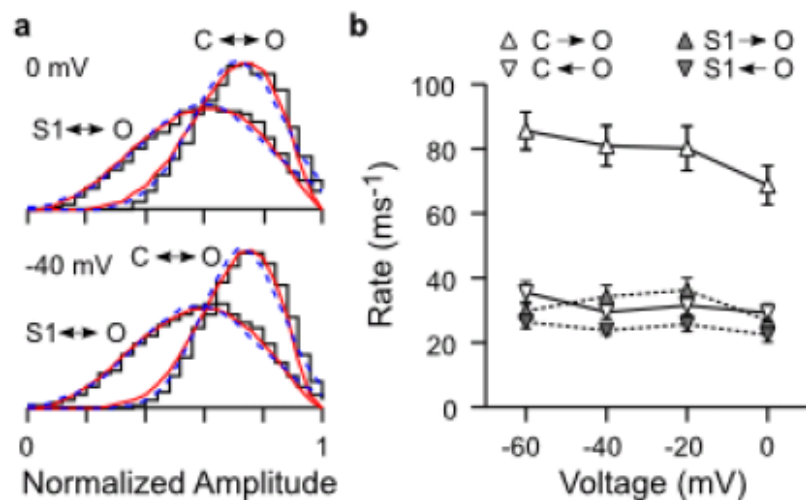 a
C ↔ O
0 mV
S1 ↔ O
-40 mV
C ↔ O
S1 ↔ O
0 1
Normalized Amplitude
b
△ C → O ▲ S1 → O
▽ C ← O ▼ S1 ← O
100
80
60
40
20
0
Rate (ms⁻¹)
-60 -40 -20 0
Voltage (mV)